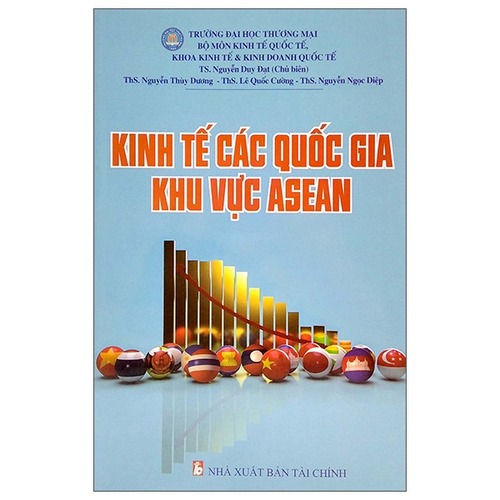 TRƯỜNG ĐẠI HỌC THƯƠNG MẠI
BỘ MÔN KINH TẾ QUỐC TẾ,
KHOA KINH TẾ & KINH DOANH QUỐC TẾ
TS. Nguyễn Duy Đạt (Chủ biên)
ThS. Nguyễn Thùy Dương - ThS. Lê Quốc Cường - ThS. Nguyễn Ngọc Diệp
KINH TẾ CÁC QUỐC GIA
KHU VỰC ASEAN
NHÀ XUẤT BẢN TÀI CHÍNH